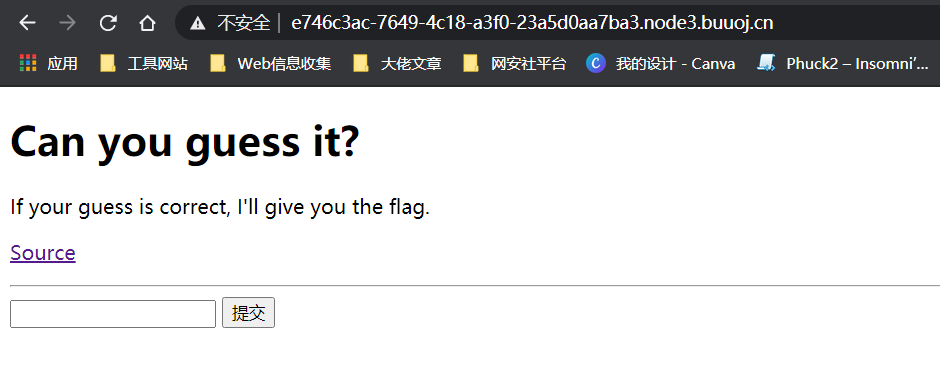 不安全 e746c3ac-7649-4c18-a3f0-23a5d0aa7ba3.node3.buuoj.cn
应用 工具网站 Web信息收集 大佬文章 网安社平台 我的设计 - Canva Phuck2 – Insomni'...
Can you guess it?
If your guess is correct, I'll give you the flag.
Source
提交